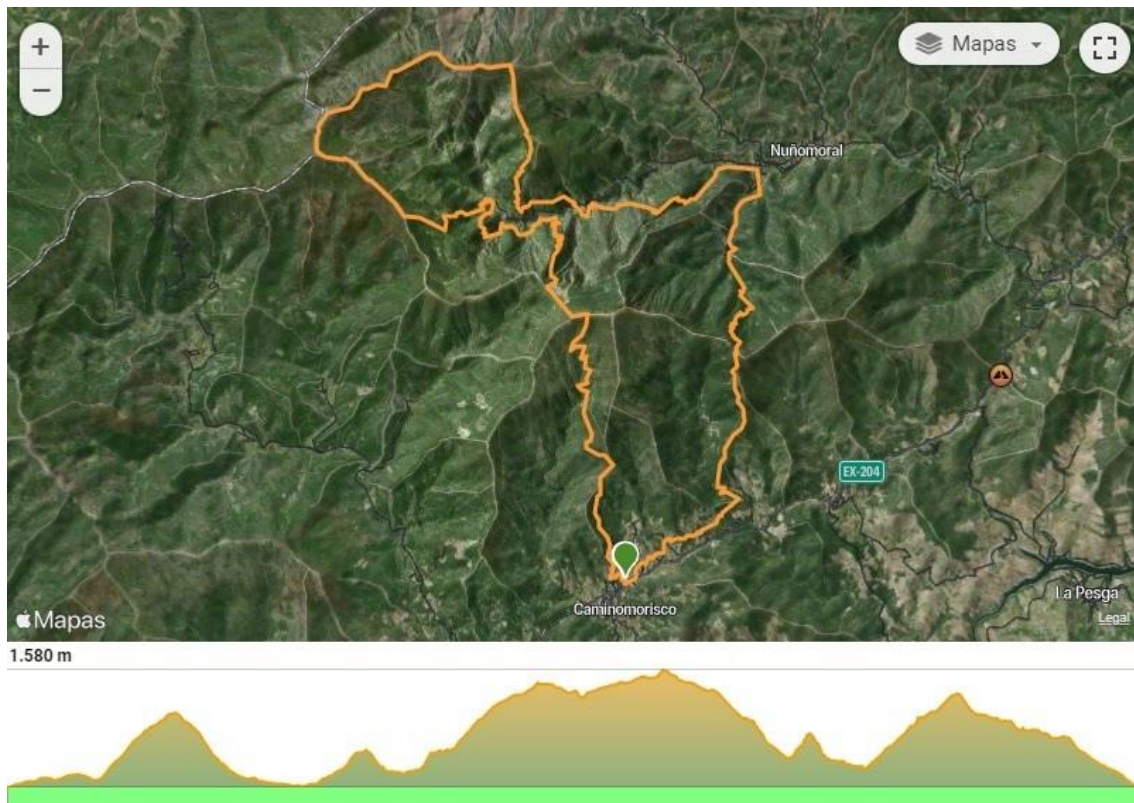 +
Mapas
−
Nuñomoral
EX-204
La Pesga
Caminomorisco
Mapas
Legal
1.580 m